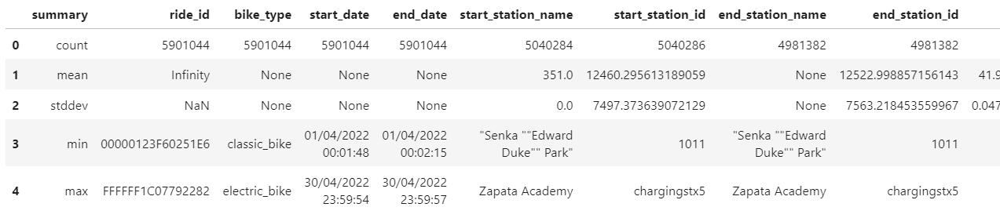 summary ride_id bike_type start_date end_date start_station_name start_station_id end_station_name end_station_id
0 count 5901044 5901044 5901044 5901044 5040284 5040286 4981382 4981382
1 mean Infinity None None None 351.0 12460.295613189059 None 12522.998857156143 41.9
2 stddev NaN None None None 0.0 7497.373639072129 None 7563.218453559967 0.047
3 min 00000123F60251E6 classic_bike 01/04/2022 00:01:48 01/04/2022 00:02:15 "Senka ""Edward Duke"" Park" 1011 "Senka ""Edward Duke"" Park" 1011
4 max FFFFFF1C07792282 electric_bike 30/04/2022 23:59:54 30/04/2022 23:59:57 Zapata Academy chargingstx5 Zapata Academy chargingstx5